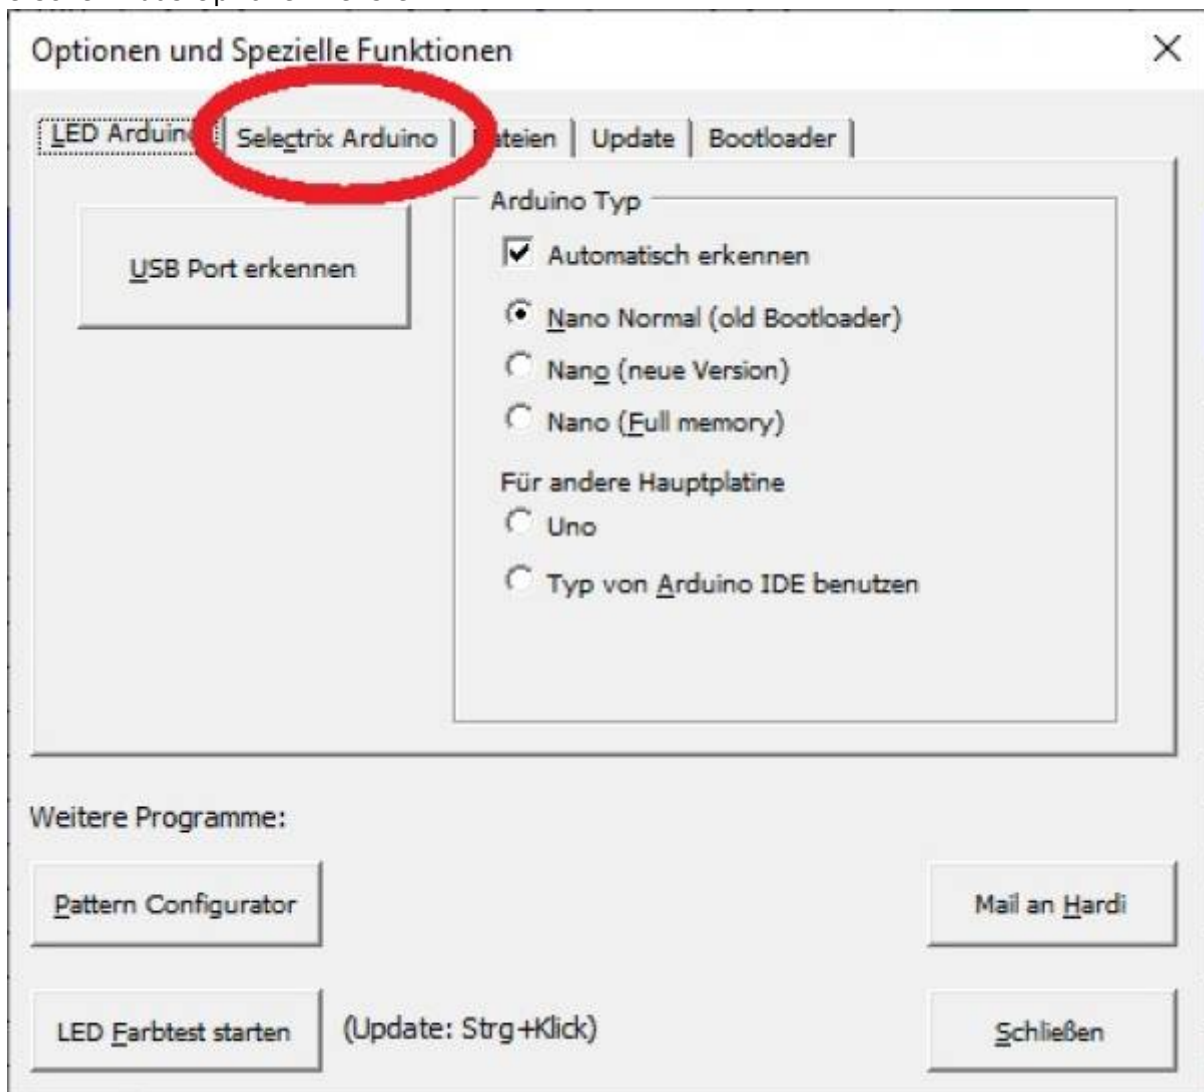 Optionen und Spezielle Funktionen
LED Arduino Selectrix Arduino Dateien Update Bootloader
USB Port erkennen
Arduino Typ
Automatisch erkennen
Nano Normal (old Bootloader)
Nano (neue Version)
Nano (Full memory)
Für andere Hauptplatine
Uno
Typ von Arduino IDE benutzen
Weitere Programme:
Pattern Configurator
Mail an Hardi
LED Farbtest starten (Update: Strg+Klick)
Schließen